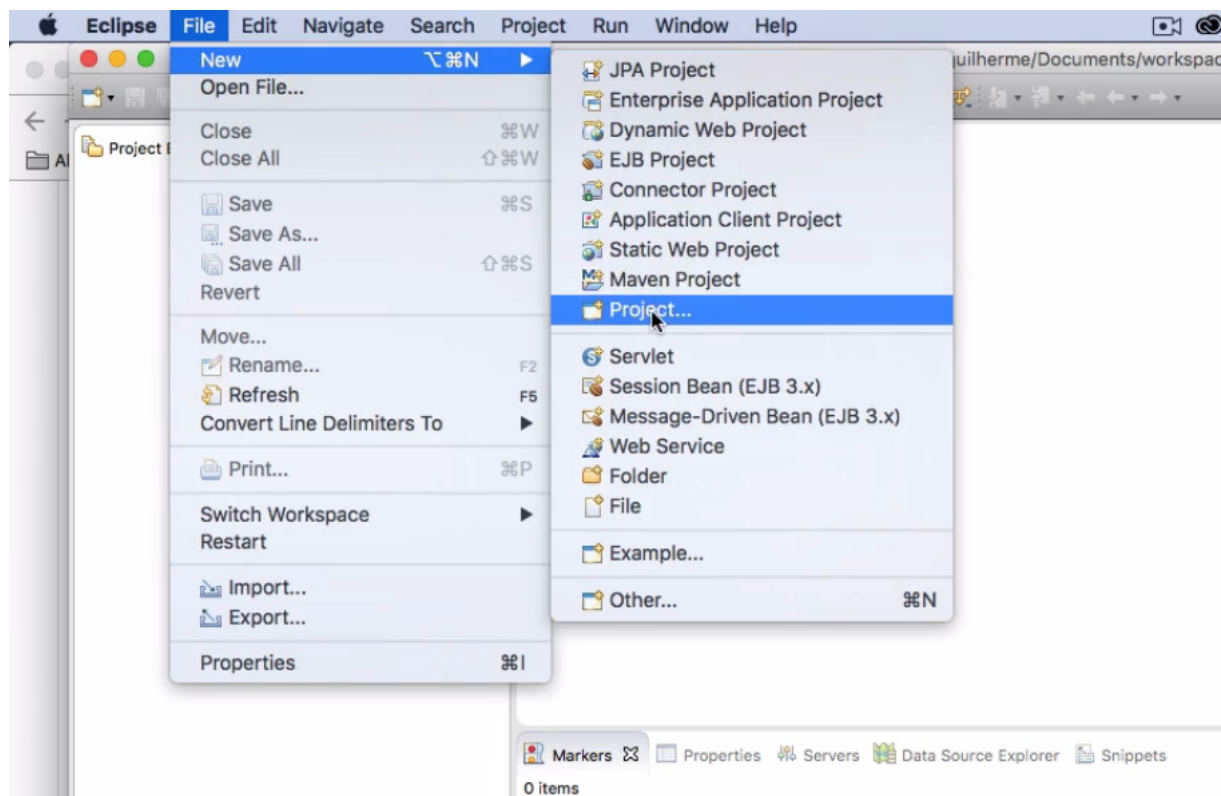 Eclipse File Edit Navigate Search Project Run Window Help
New ⌥⌘N ▶
Open File...
Close ⌘W
Close All ⇧⌘W
Save ⌘S
Save As...
Save All ⇧⌘S
Revert
Move...
Rename... F2
Refresh F5
Convert Line Delimiters To ▶
Print... ⌘P
Switch Workspace ▶
Restart
Import...
Export...
Properties ⌘I
JPA Project
Enterprise Application Project
Dynamic Web Project
EJB Project
Connector Project
Application Client Project
Static Web Project
Maven Project
Project...
Servlet
Session Bean (EJB 3.x)
Message-Driven Bean (EJB 3.x)
Web Service
Folder
File
Example...
Other... ⌘N
uilherme/Documents/workspac
Project
Markers Properties Servers Data Source Explorer Snippets
0 items